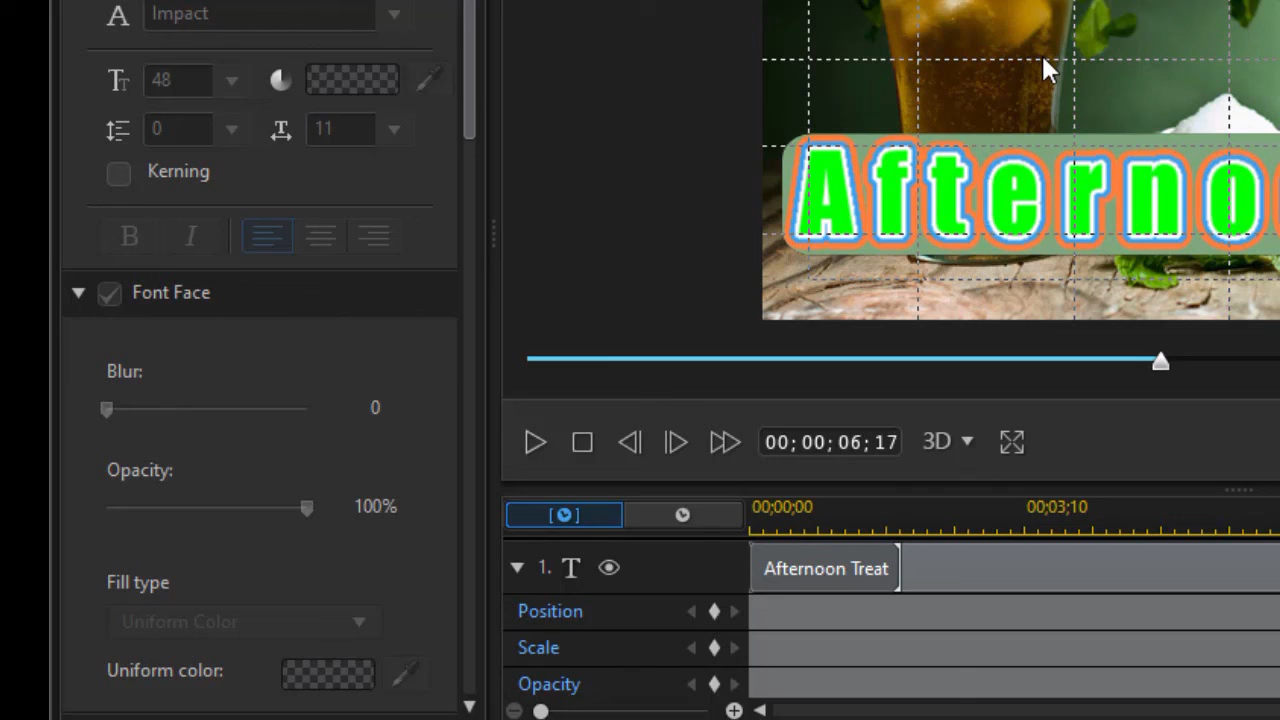 Impact
48
0
11
Kerning
B I
Font Face
Blur:
0
Opacity:
100%
Fill type
Uniform Color
Uniform color:
Afterno
00;00;06;17
3D
00;00;00
00;03;10
1. T
Afternoon Treat
Position
Scale
Opacity